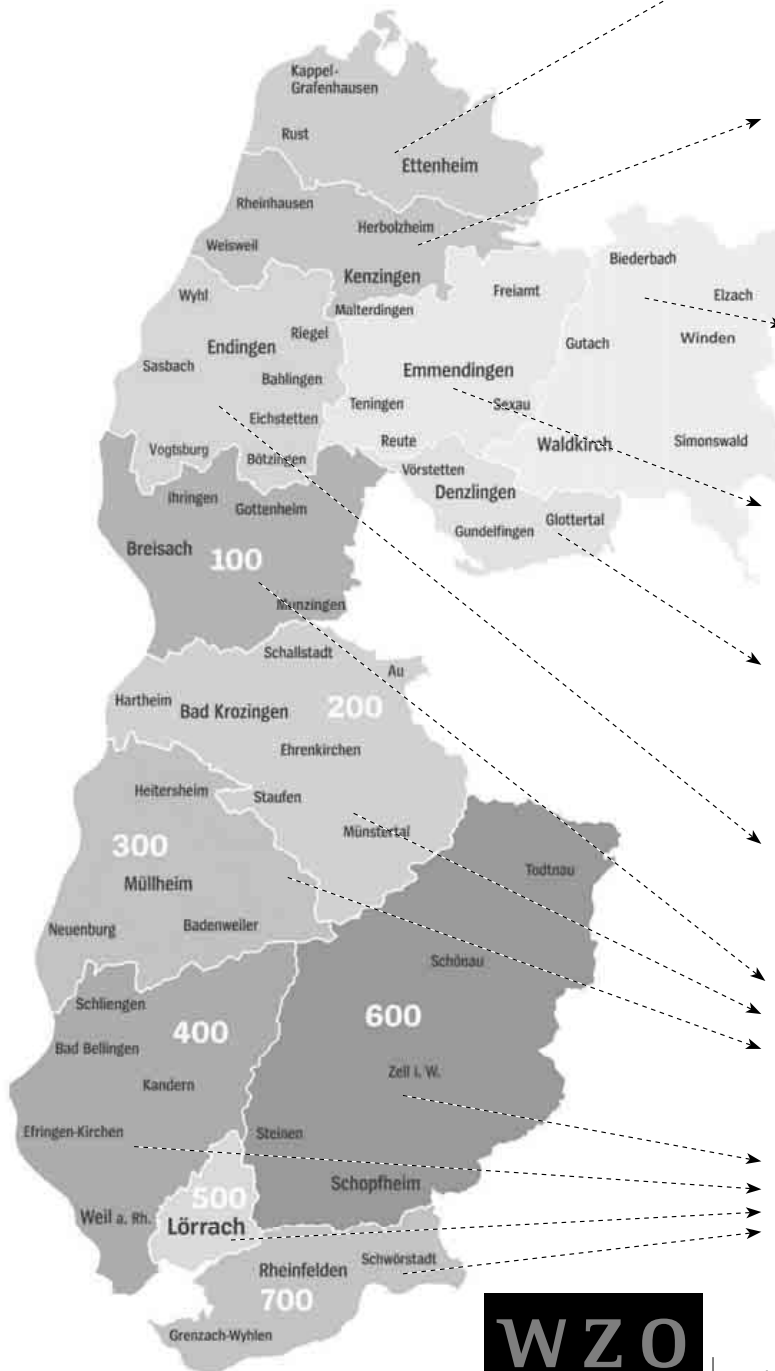 Kappel-
Grafenhausen
Rust
Ettenheim
Rheinhausen
Herbolzheim
Weisweil
Kenzingen
Biederbach
Wyhl
Freiamt
Elzach
Malterdingen
Riegel
Endingen
Gutach
Winden
Sasbach
Bahlingen
Emmendingen
Teningen
Sexau
Eichstetten
Reute
Waldkirch
Simonswald
Vogtsburg
Bötzingen
Vörstetten
Ihringen
Denzlingen
Gottenheim
Gundelfingen
Glottertal
Breisach
100
Munzingen
Schallstadt
Au
Hartheim
Bad Krozingen
200
Ehrenkirchen
Heitersheim
Staufen
Münstertal
300
Müllheim
Todtnau
Neuenburg
Badenweiler
Schönau
Schliengen
400
600
Bad Bellingen
Kandern
Zell i. W.
Efringen-Kirchen
Steinen
500
Schopfheim
Weil a. Rh.
Lörrach
Rheinfelden
Schwörstadt
700
Grenzach-Wyhlen
WZO